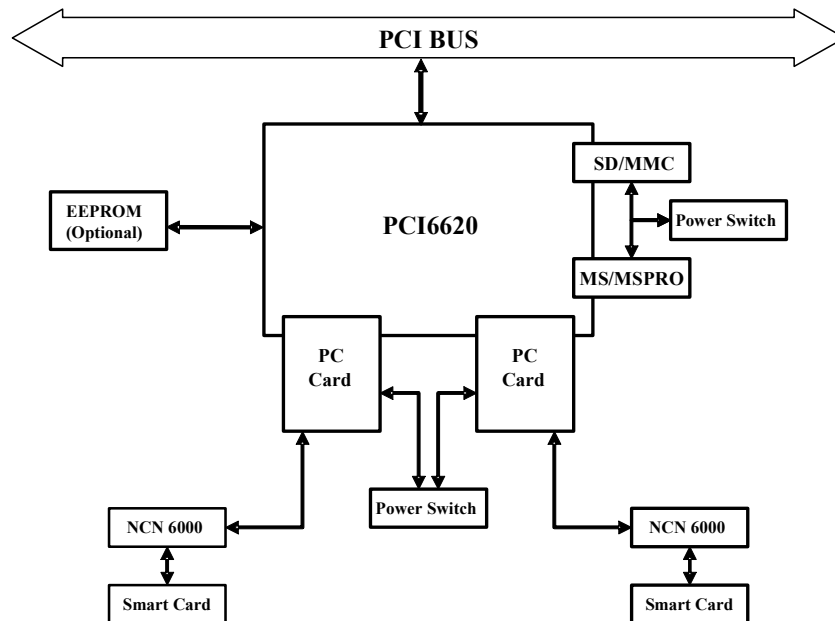 PCI BUS
SD/MMC
EEPROM
(Optional)
PCI6620
Power Switch
MS/MSPRO
PC
Card
PC
Card
Power Switch
NCN 6000
NCN 6000
Smart Card
Smart Card